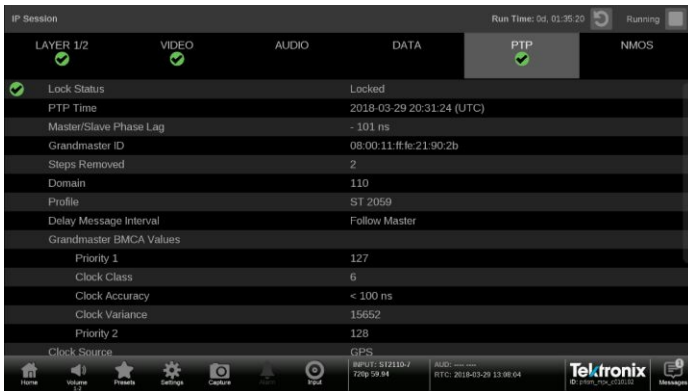 IP Session Run Time: 0d, 01:35:20 Running
LAYER 1/2 VIDEO AUDIO DATA PTP NMOS
Lock Status Locked
PTP Time 2018-03-29 20:31:24 (UTC)
Master/Slave Phase Lag - 101 ns
Grandmaster ID 08:00:11:ff:fe:21:90:2b
Steps Removed 2
Domain 110
Profile ST 2059
Delay Message Interval Follow Master
Grandmaster BMCA Values
Priority 1 127
Clock Class 6
Clock Accuracy < 100 ns
Clock Variance 15652
Priority 2 128
Clock Source GPS
INPUT: ST2110-7 AUD: ---- ---- Tektronix
720p 59.94 RTC: 2018-03-29 13:08:04 ID:
Home Volume Presets Settings Capture Alarm Input Messages
1-2